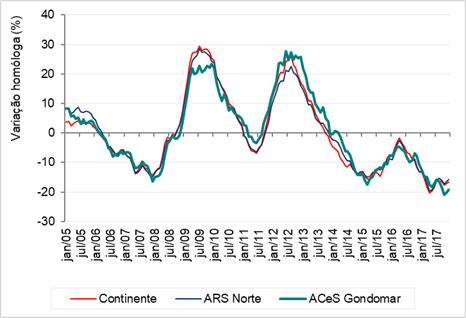 Variação homóloga (%)
40
30
20
10
0
-10
-20
-30
jan/05
jul/05
jan/06
jul/06
jan/07
jul/07
jan/08
jul/08
jan/09
jul/09
jan/10
jul/10
jan/11
jul/11
jan/12
jul/12
jan/13
jul/13
jan/14
jul/14
jan/15
jul/15
jan/16
jul/16
jan/17
jul/17
Continente ARS Norte ACeS Gondomar